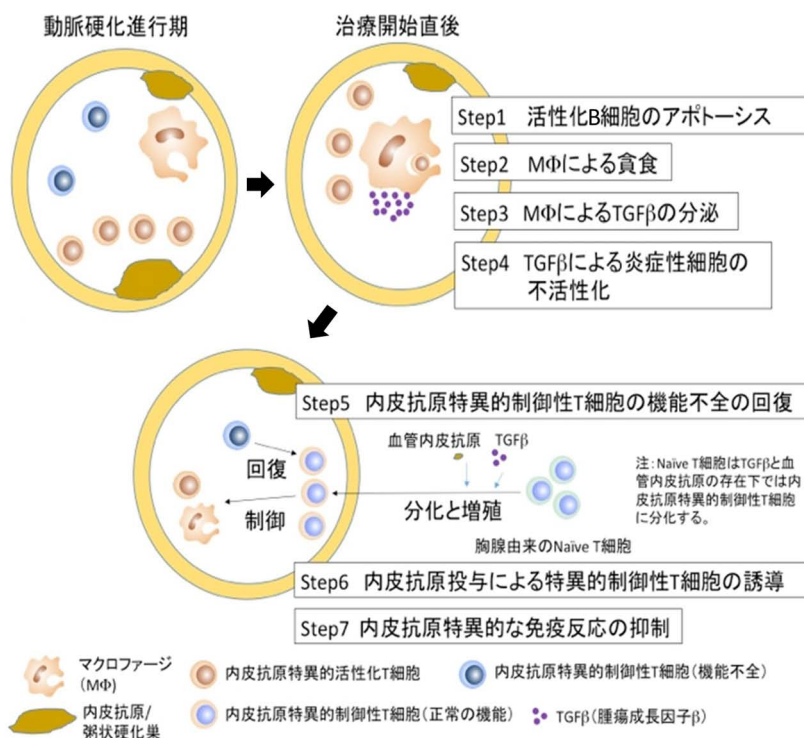 動脈硬化進行期
治療開始直後
Step1 活性化B細胞のアポトーシス
Step2 MΦによる貪食
Step3 MΦによるTGFβの分泌
Step4 TGFβによる炎症性細胞の
不活性化
Step5 内皮抗原特異的制御性T細胞の機能不全の回復
血管内皮抗原 TGFβ
回復
制御
分化と増殖
注：Naïve T細胞はTGFβと血
管内皮抗原の存在下では内
皮抗原特異的制御性T細胞
に分化する。
胸腺由来のNaïve T細胞
Step6 内皮抗原投与による特異的制御性T細胞の誘導
Step7 内皮抗原特異的な免疫反応の抑制
マクロファージ
(MΦ)
内皮抗原特異的活性化T細胞
内皮抗原特異的制御性T細胞（機能不全）
内皮抗原/
粥状硬化巣
内皮抗原特異的制御性T細胞（正常の機能）
TGFβ（腫瘍成長因子β）